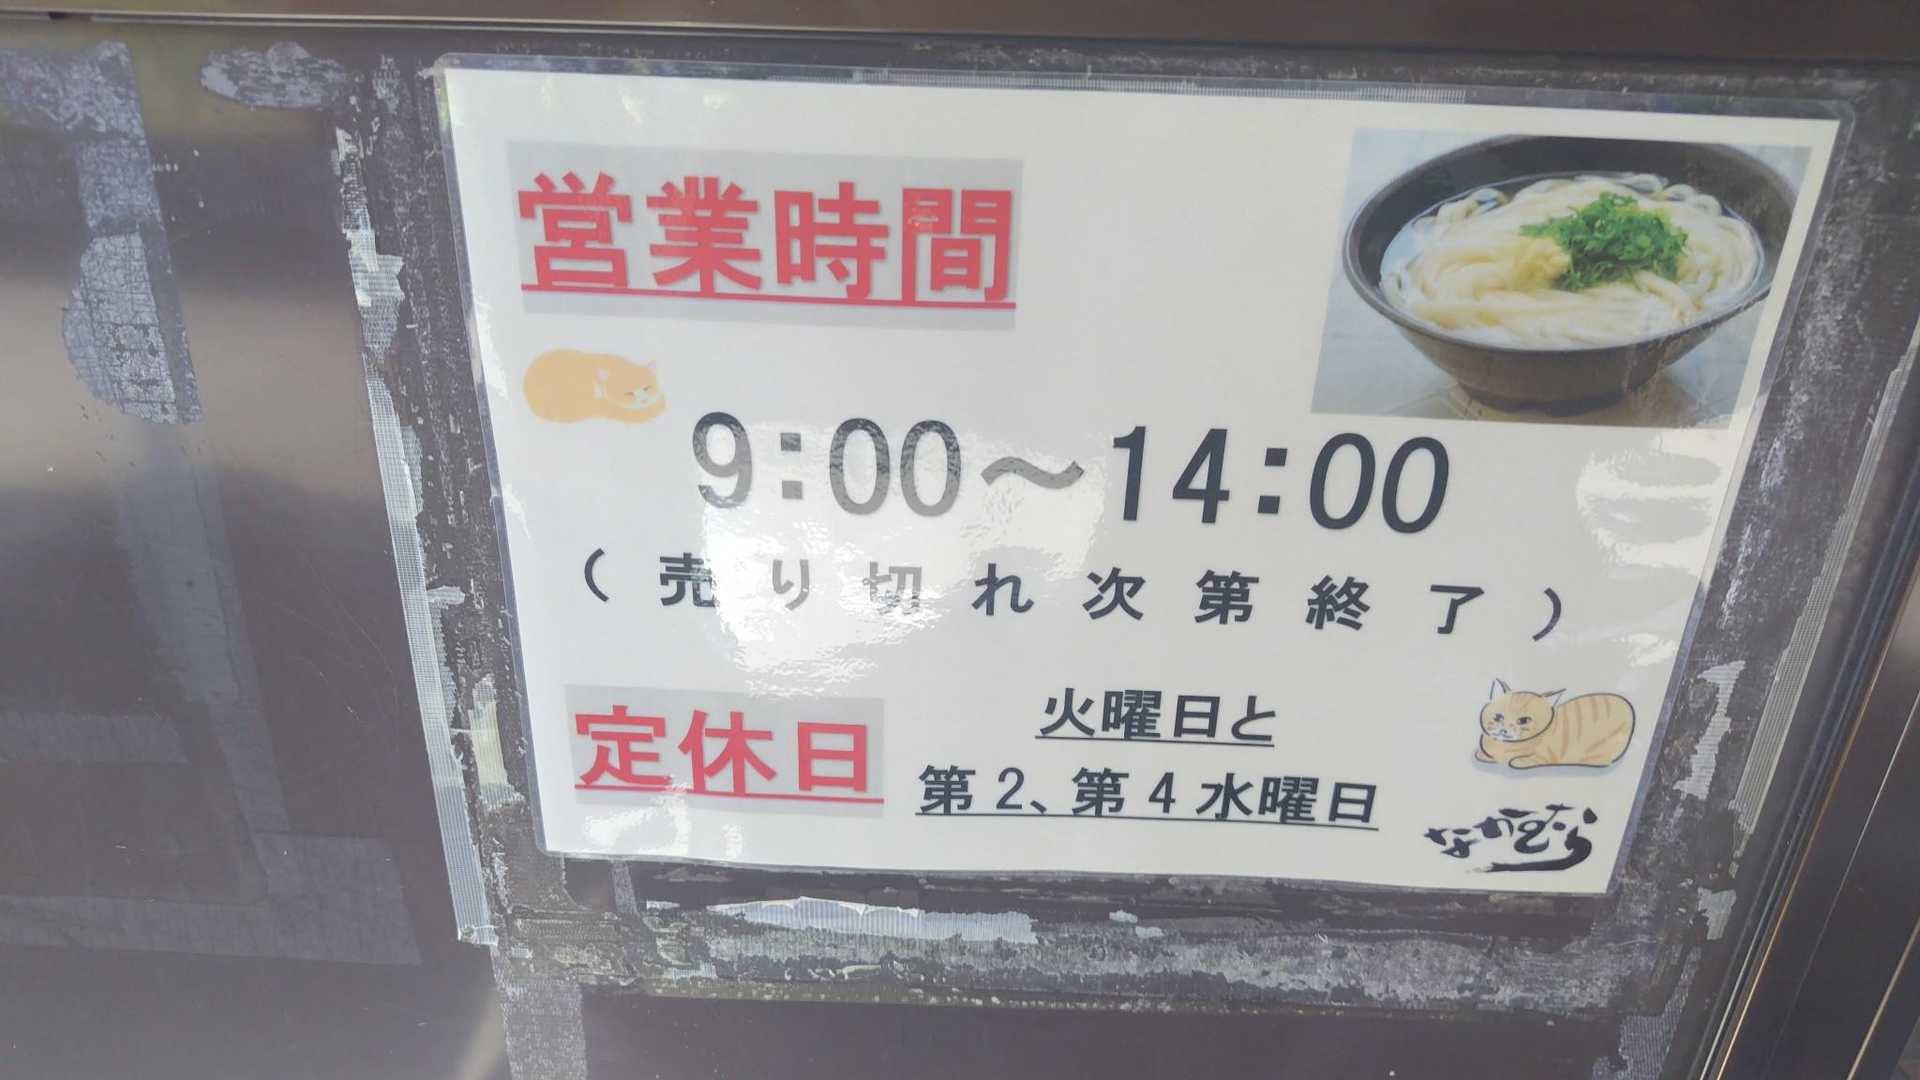 営業時間
9:00～14:00
（売り切れ次第終了）
定休日
火曜日と
第2、第4水曜日
なかむら